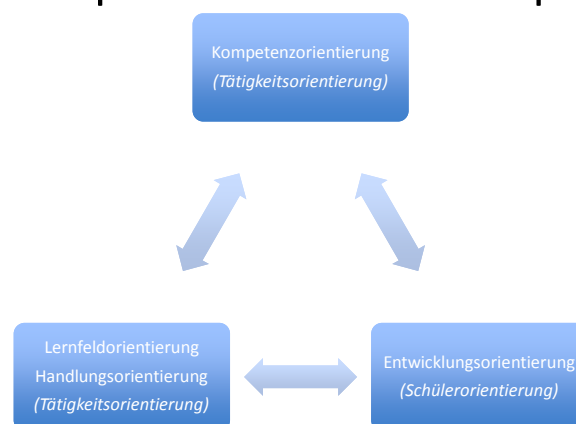 Kompetenzorientierung
(Tätigkeitsorientierung)
Lernfeldorientierung
Handlungsorientierung
(Tätigkeitsorientierung)
Entwicklungsorientierung
(Schülerorientierung)